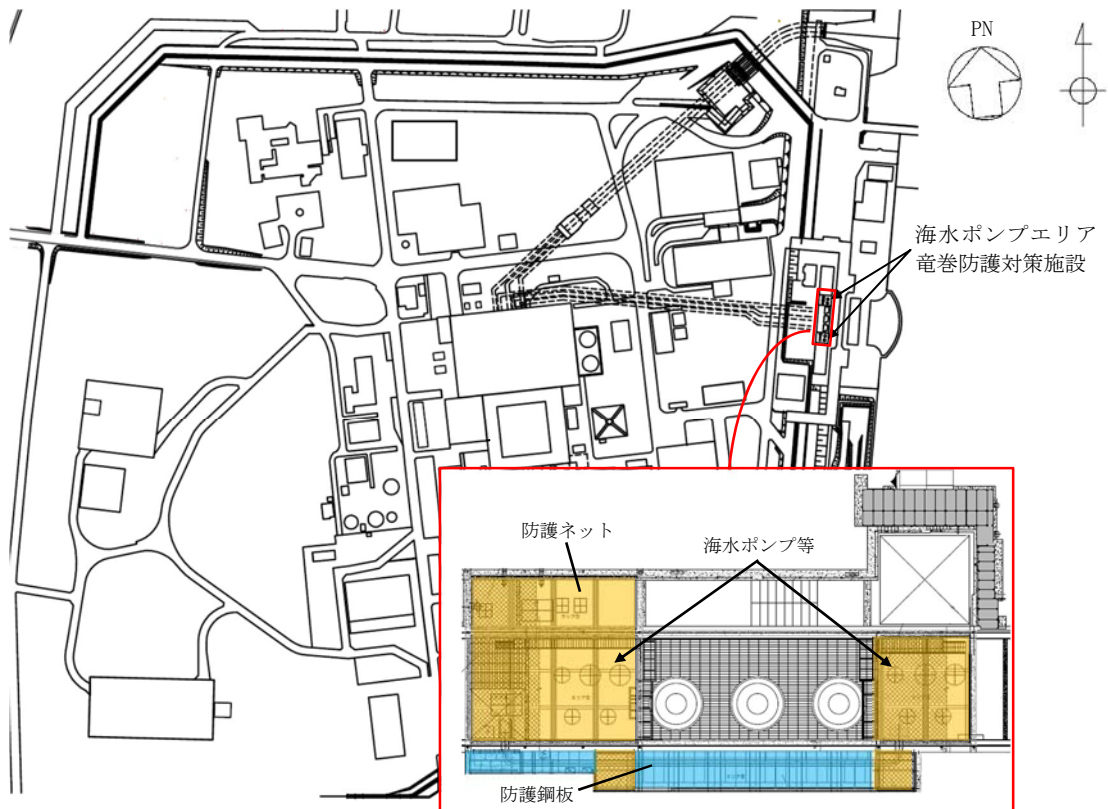 PN
海水ポンプエリア
竜巻防護対策施設
防護ネット
海水ポンプ等
防護鋼板